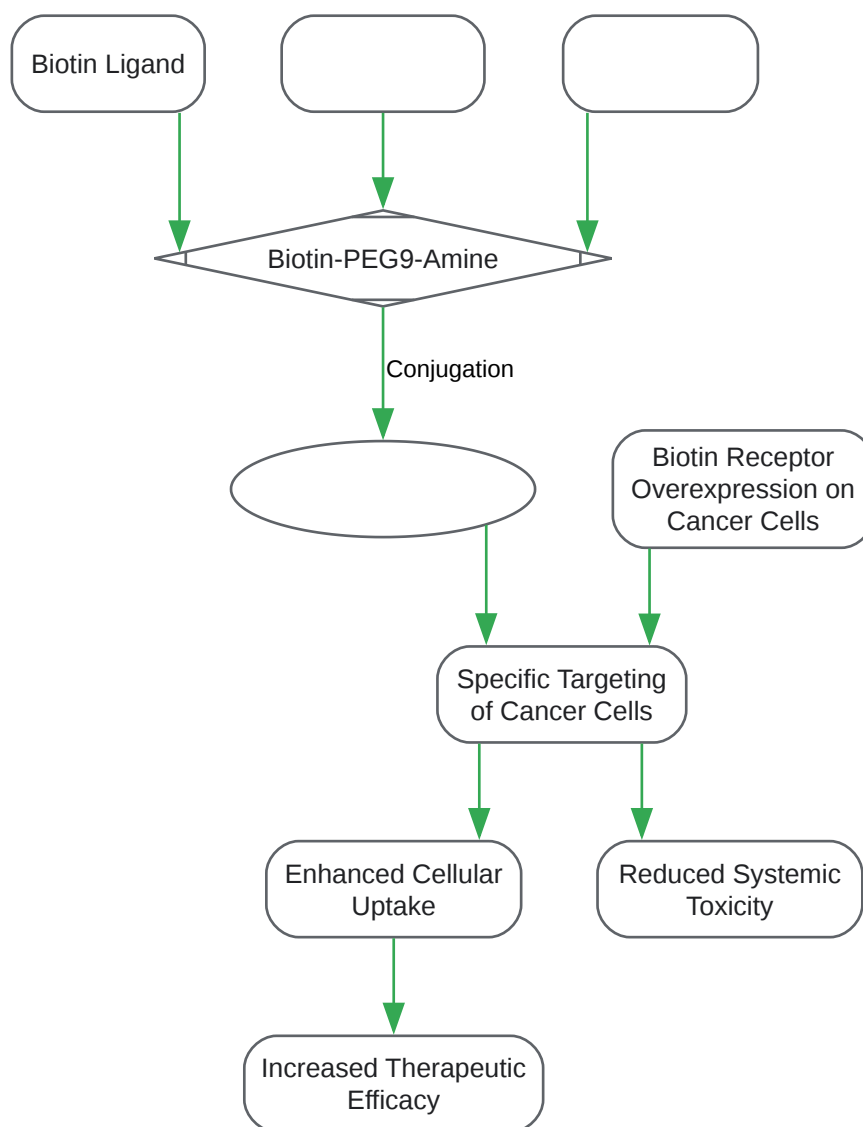 Biotin Ligand
Biotin-PEG9-Amine
Conjugation
Biotin Receptor
Overexpression on
Cancer Cells
Specific Targeting
of Cancer Cells
Enhanced Cellular
Uptake
Reduced Systemic
Toxicity
Increased Therapeutic
Efficacy